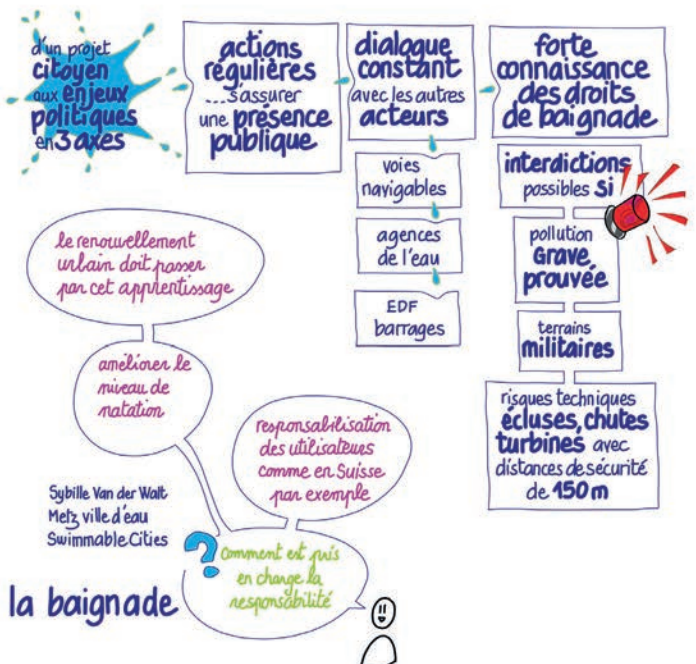 d'un projet
citoyen
aux enjeux
politiques
en 3 axes
actions
régulières
....s'assurer
une présence
publique
dialogue
constant
avec les autres
acteurs
voies
navigables
agences
de l'eau
EDF
barrages
forte
connaissance
des droits
de baignade
interdictions
possibles si
pollution
grave
prouvée
terrains
militaires
risques techniques
écluses, chutes
turbines avec
distances de sécurité
de 150 m
le renouvellement
urbain doit passer
par cet apprentissage
améliorer le
niveau de
natation
responsabilisation
des utilisateurs
comme en Suisse
par exemple
Sybille Van der Walt
Metz ville d'eau
Swimmable Cities
?
comment est pris
en charge la
responsabilité
la baignade